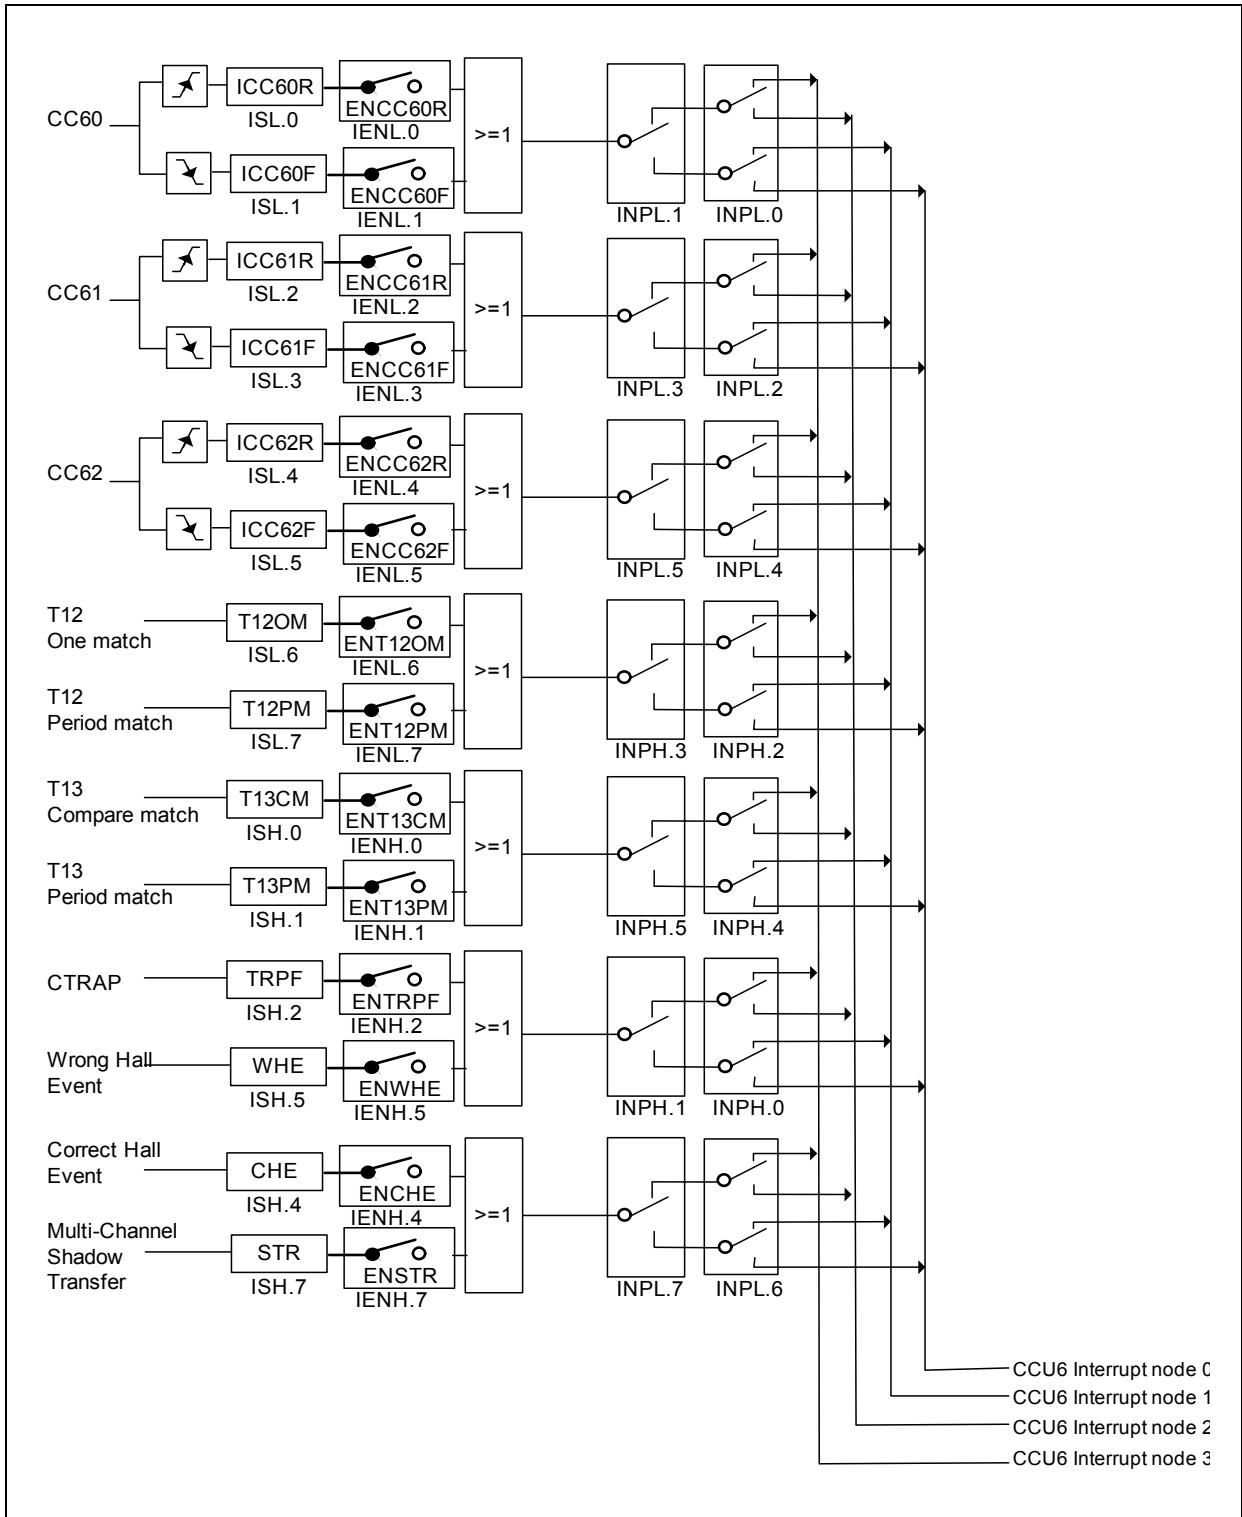 CC60
ICC60R
ISL.0
ENCC60R
IENL.0
ICC60F
ISL.1
ENCC60F
IENL.1
>=1
INPL.1
INPL.0
CC61
ICC61R
ISL.2
ENCC61R
IENL.2
ICC61F
ISL.3
ENCC61F
IENL.3
>=1
INPL.3
INPL.2
CC62
ICC62R
ISL.4
ENCC62R
IENL.4
ICC62F
ISL.5
ENCC62F
IENL.5
>=1
INPL.5
INPL.4
T12
One match
T12OM
ISL.6
ENT12OM
IENL.6
T12
Period match
T12PM
ISL.7
ENT12PM
IENL.7
>=1
INPH.3
INPH.2
T13
Compare match
T13CM
ISH.0
ENT13CM
IENH.0
T13
Period match
T13PM
ISH.1
ENT13PM
IENH.1
>=1
INPH.5
INPH.4
CTRAP
TRPF
ISH.2
ENTRPF
IENH.2
Wrong Hall
Event
WHE
ISH.5
ENWHE
IENH.5
>=1
INPH.1
INPH.0
Correct Hall
Event
CHE
ISH.4
ENCHE
IENH.4
Multi-Channel
Shadow
Transfer
STR
ISH.7
ENSTR
IENH.7
>=1
INPL.7
INPL.6
CCU6 Interrupt node 0
CCU6 Interrupt node 1
CCU6 Interrupt node 2
CCU6 Interrupt node 3